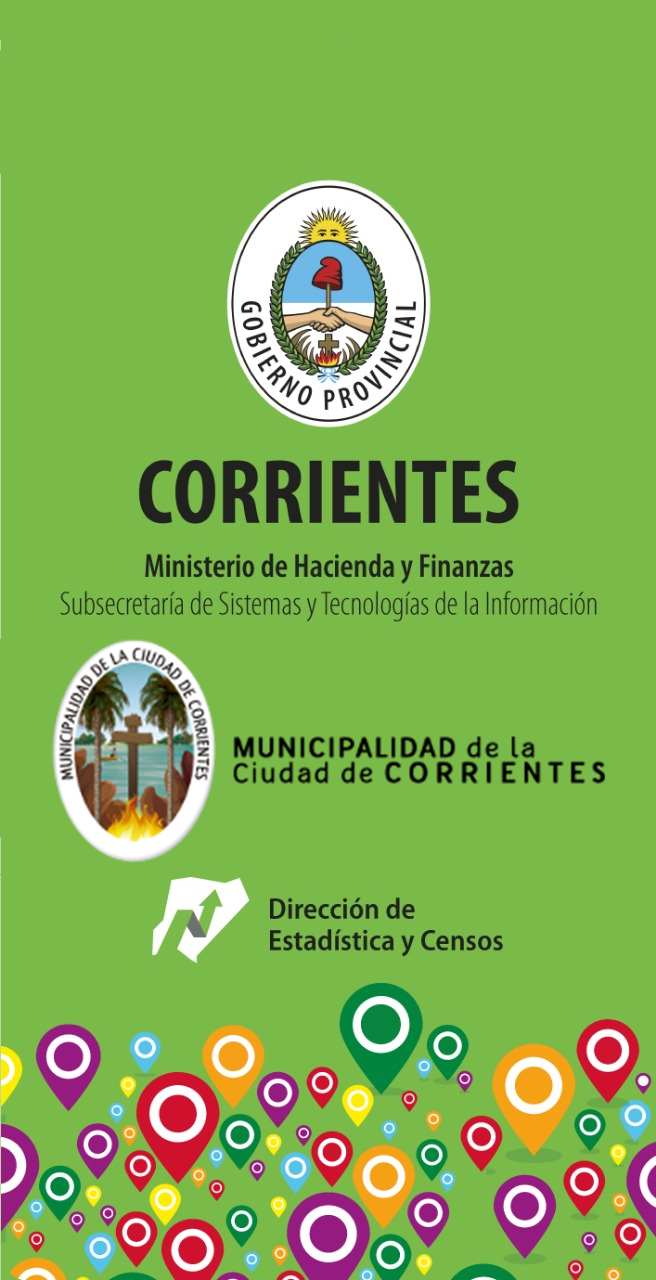 GOBIERNO PROVINCIAL
CORRIENTES
Ministerio de Hacienda y Finanzas
Subsecretaría de Sistemas y Tecnologías de la Información
MUNICIPALIDAD DE LA CIUDAD DE CORRIENTES
MUNICIPALIDAD de la
Ciudad de CORRIENTES
Dirección de
Estadística y Censos